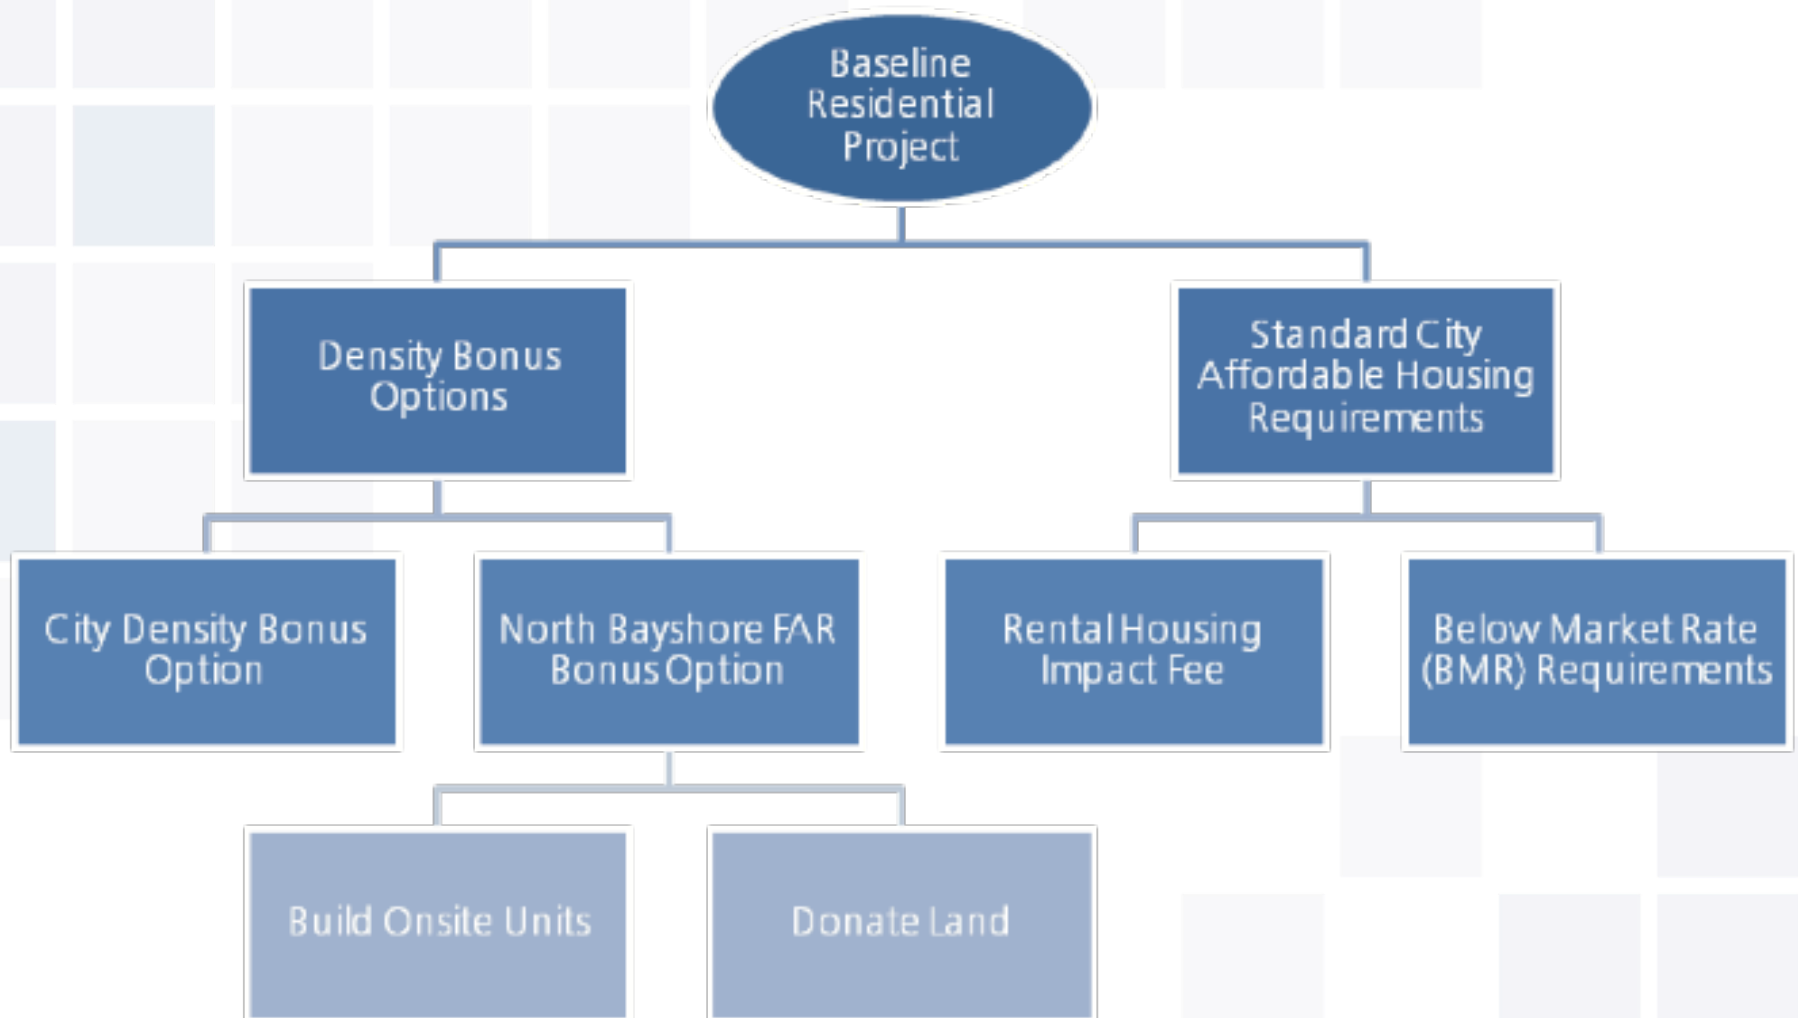 Baseline
Residential
Project
Density Bonus
Options
Standard City
Affordable Housing
Requirements
City Density Bonus
Option
North Bayshore FAR
Bonus Option
Rental Housing
Impact Fee
Below Market Rate
(BMR) Requirements
Build Onsite Units
Donate Land